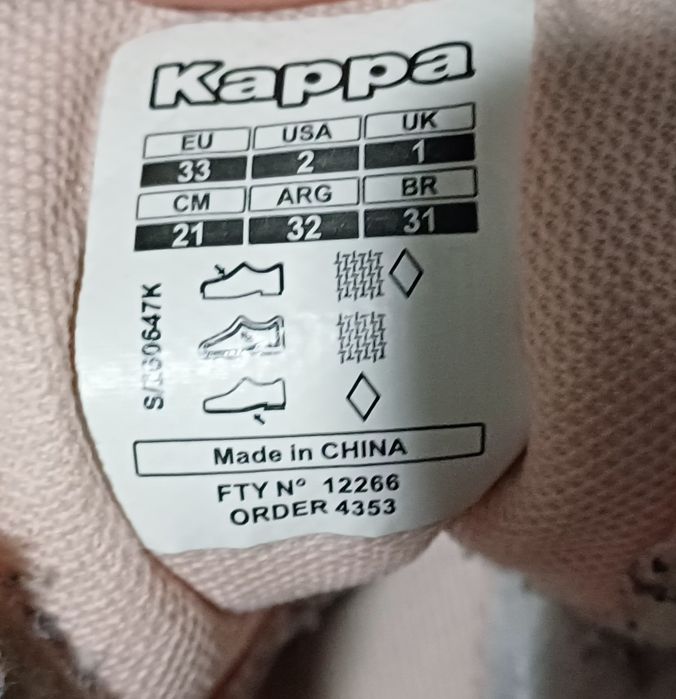 Kappa
EU USA UK
33 2 1
CM ARG BR
21 32 31
Made in CHINA
FTY Nº 12266
ORDER 4353